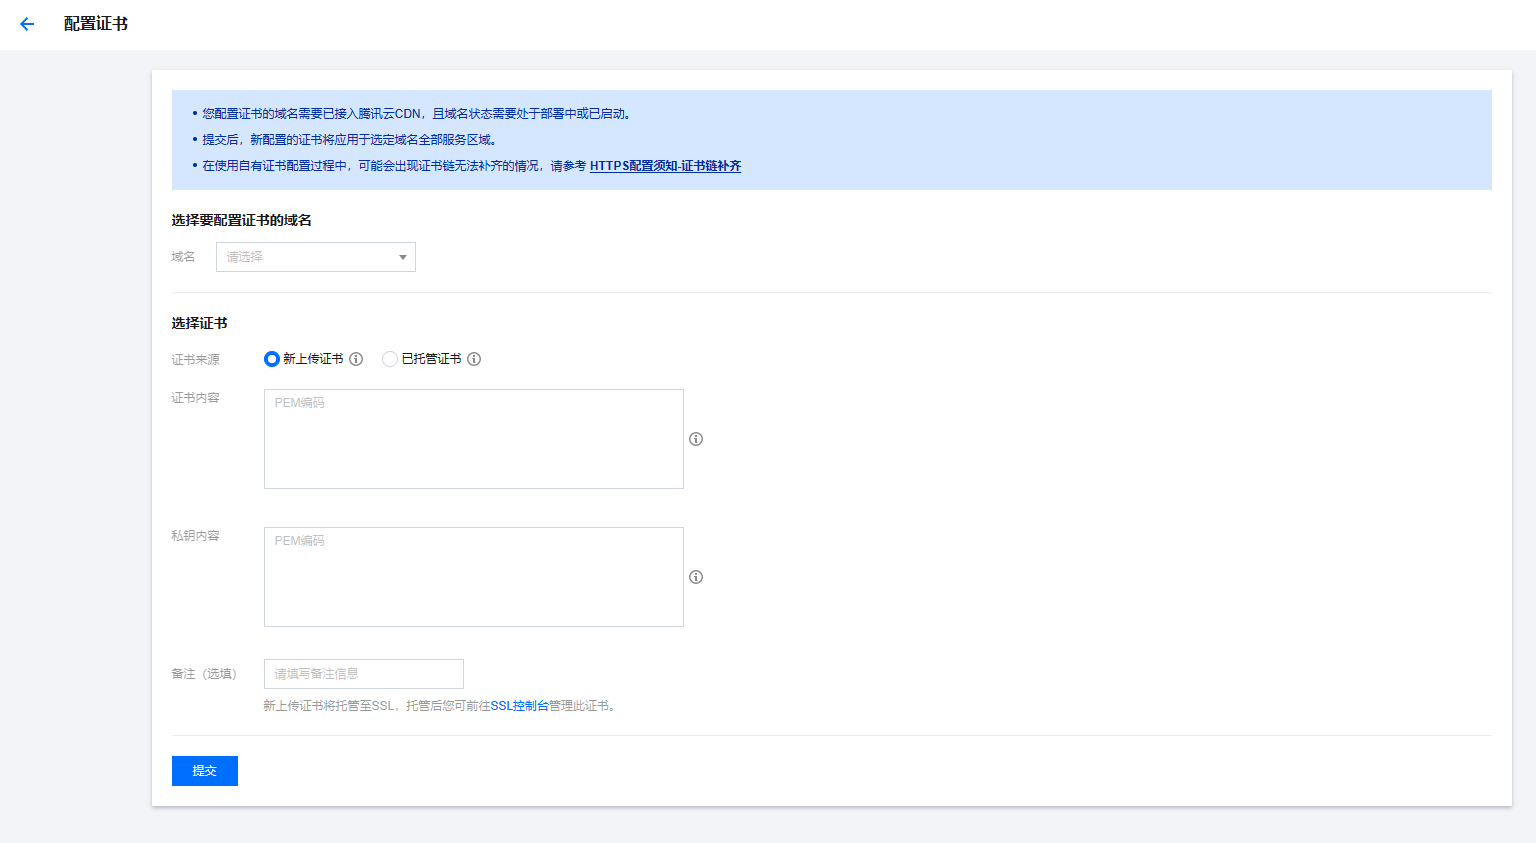 配置证书
• 您配置证书的域名需要已接入腾讯云CDN，且域名状态需要处于部署中或已启动。
• 提交后，新配置的证书将应用于选定域名全部服务区域。
• 在使用自有证书配置过程中，可能会出现证书链无法补齐的情况，请参考 HTTPS配置须知-证书链补齐
选择要配置证书的域名
域名 请选择
选择证书
证书来源 新上传证书 已托管证书
证书内容 PEM编码
私钥内容 PEM编码
备注（选填） 请填写备注信息
新上传证书将托管至SSL，托管后您可前往SSL控制台管理此证书。
提交